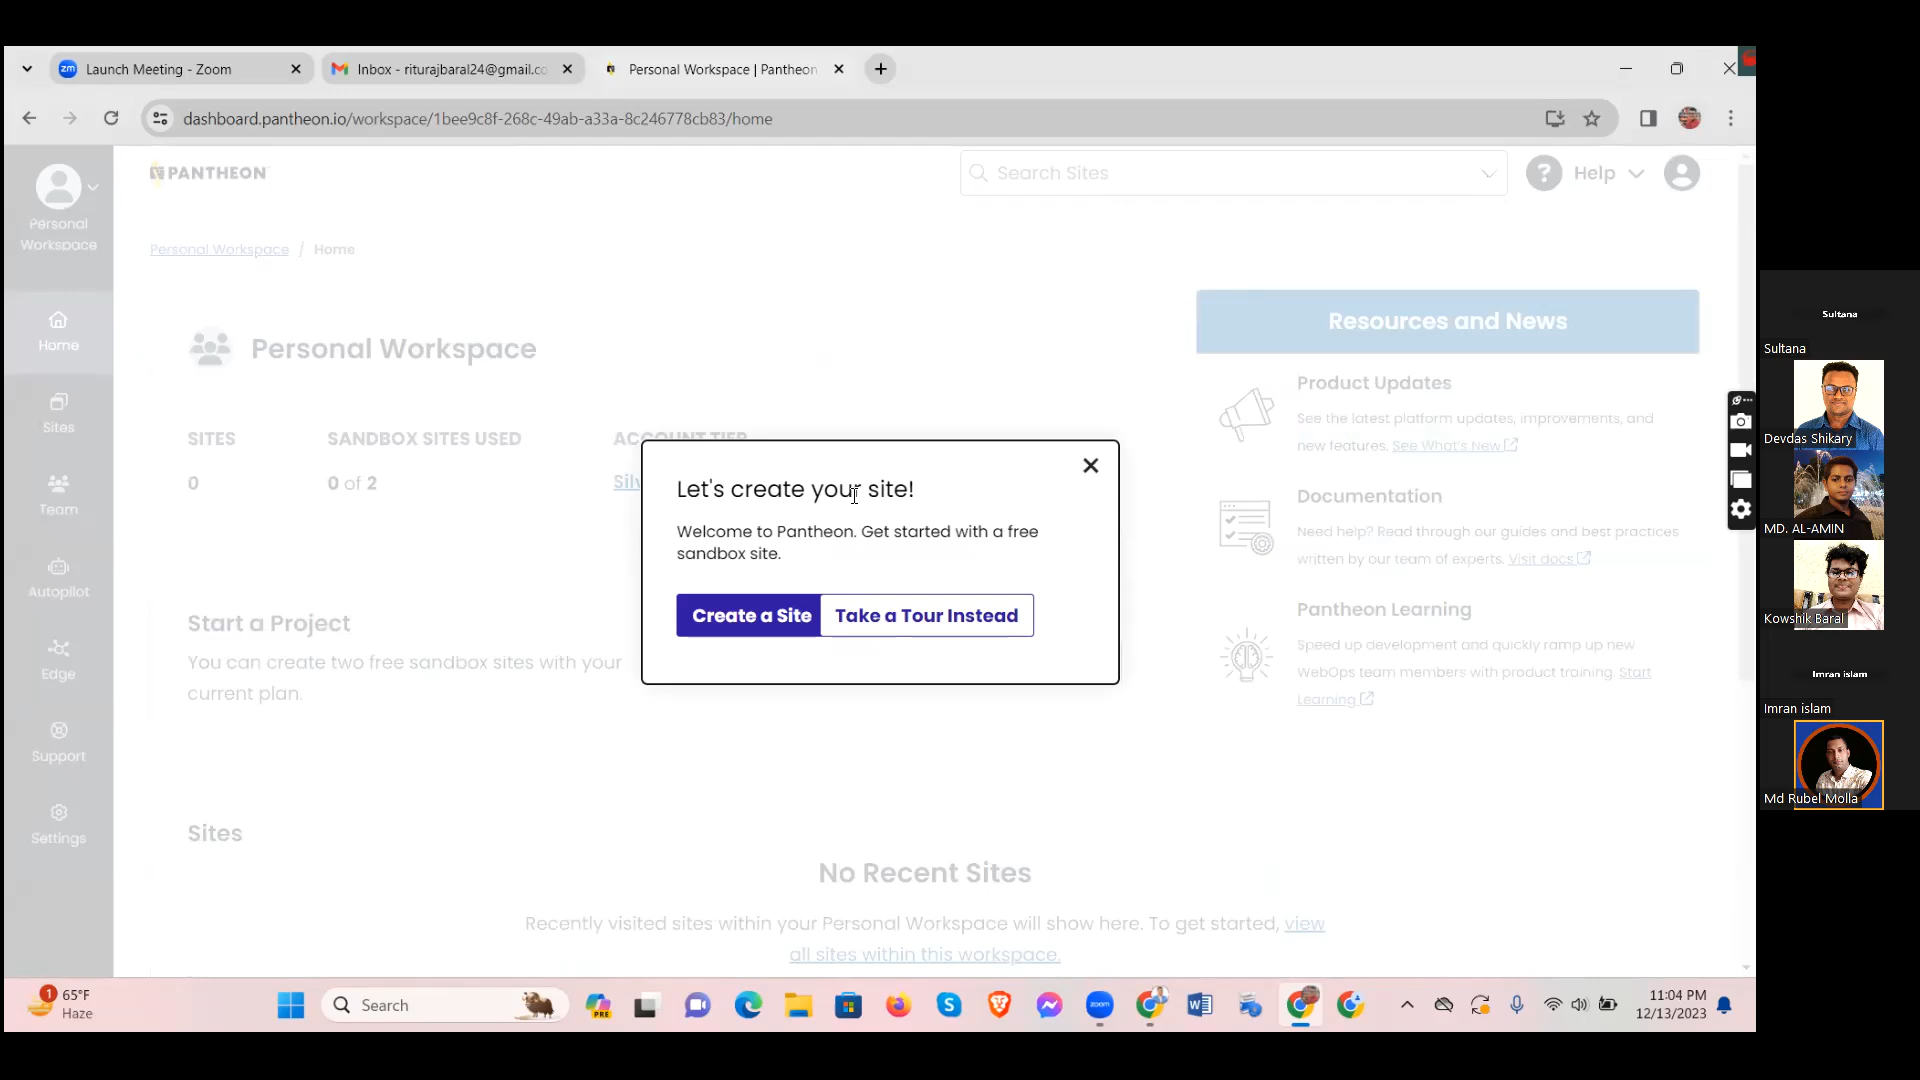 Launch Meeting - Zoom
Inbox - riturajbaral24@gmail.co
Personal Workspace | Pantheon
dashboard.pantheon.io/workspace/1bee9c8f-268c-49ab-a33a-8c246778cb83/home
Personal
Workspace
PANTHEON
Search Sites
Help
Personal Workspace / Home
Home
Sites
Team
Autopilot
Edge
Support
Settings
Personal Workspace
SITES
0
SANDBOX SITES USED
0 of 2
ACCOUNT TIER
Silv
Let's create your site!
Welcome to Pantheon. Get started with a free
sandbox site.
Create a Site
Take a Tour Instead
Start a Project
You can create two free sandbox sites with your
current plan.
Resources and News
Product Updates
See the latest platform updates, improvements, and
new features. See What's New
Documentation
Need help? Read through our guides and best practices
written by our team of experts. Visit docs
Pantheon Learning
Speed up development and quickly ramp up new
WebOps team members with product training. Start
Learning
Sites
No Recent Sites
Recently visited sites within your Personal Workspace will show here. To get started, view
all sites within this workspace.
Sultana
Sultana
Devdas Shikary
MD. AL-AMIN
Kowshik Baral
Imran islam
Imran islam
Md Rubel Molla
1
65°F
Haze
Search
PRE
zoom
11:04 PM
12/13/2023